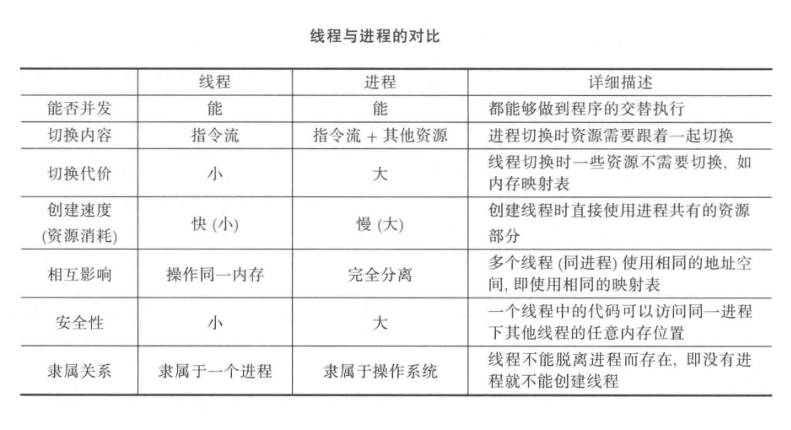 线程与进程的对比
线程 进程 详细描述
能否并发 能 能 都能够做到程序的交替执行
切换内容 指令流 指令流 + 其他资源 进程切换时资源需要跟着一起切换
切换代价 小 大 线程切换时一些资源不需要切换, 如
内存映射表
创建速度
(资源消耗) 快 (小) 慢 (大) 创建线程时直接使用进程共有的资源
部分
相互影响 操作同一内存 完全分离 多个线程 (同进程) 使用相同的地址空
间, 即使用相同的映射表
安全性 小 大 一个线程中的代码可以访问同一进程
下其他线程的任意内存位置
隶属关系 隶属于一个进程 隶属于操作系统 线程不能脱离进程而存在, 即没有进
程就不能创建线程